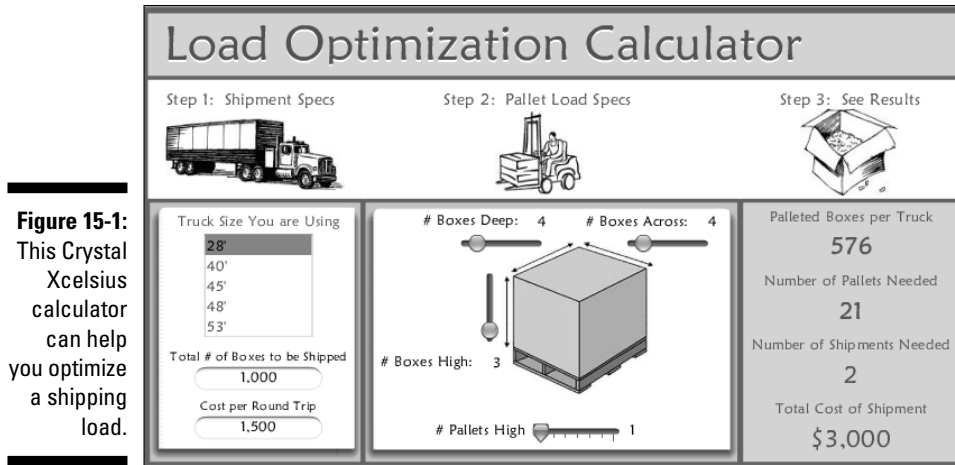 Load Optimization Calculator
Step 1: Shipment Specs
Step 2: Pallet Load Specs
Step 3: See Results
Figure 15-1:
This Crystal
Xcelsius
calculator
can help
you optimize
a shipping
load.
Truck Size You are Using
28'
40'
45'
48'
53'
Total # of Boxes to be Shipped
1,000
Cost per Round Trip
1,500
# Boxes Deep: 4
# Boxes Across: 4
# Boxes High: 3
# Pallets High 1
Palleted Boxes per Truck
576
Number of Pallets Needed
21
Number of Shipments Needed
2
Total Cost of Shipment
$3,000